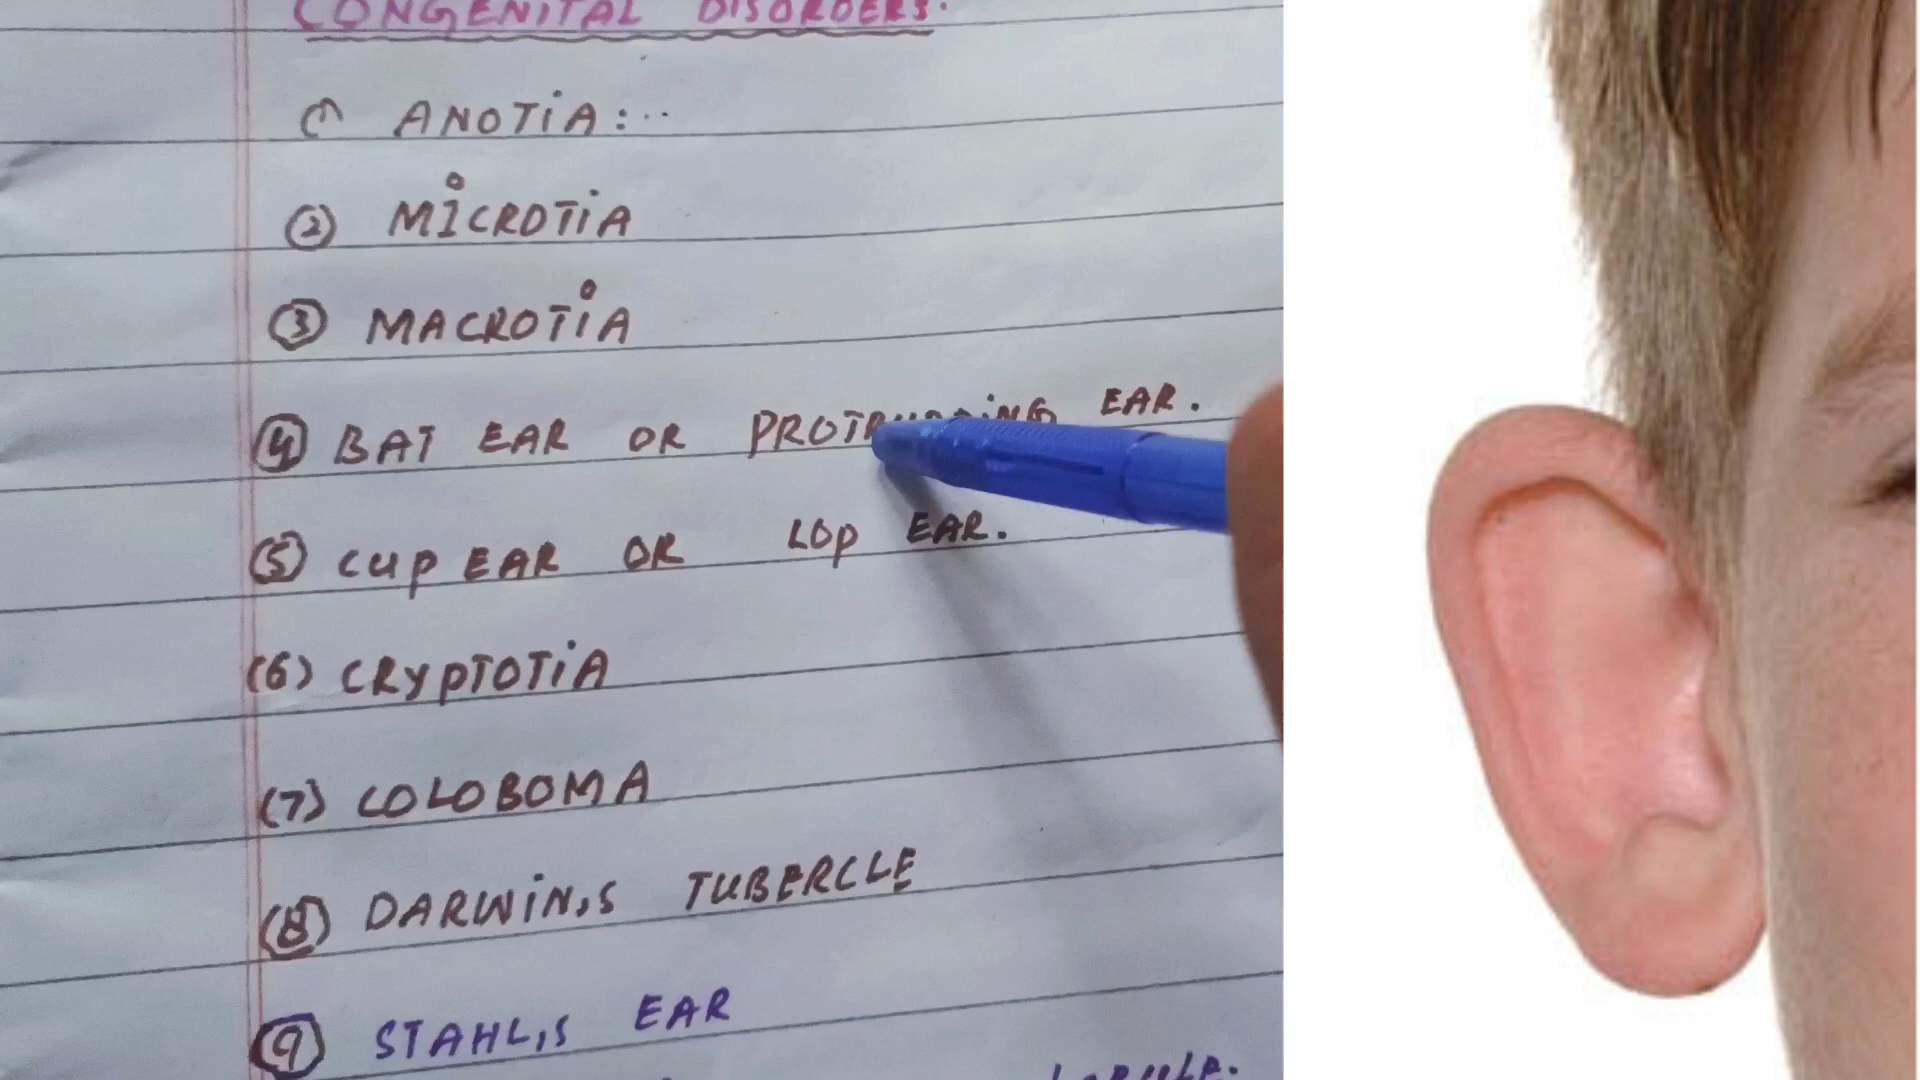 CONGENITAL DISORDERS.
(1) ANOTIA:..
(2) MICROTIA
(3) MACROTIA
(4) BAT EAR OR EAR.
(5) CUP EAR OR LOP EAR.
(6) CRYPTOTIA
(7) COLOBOMA
(8) DARWIN,S TUBERCLE
(9) STAHL,S EAR